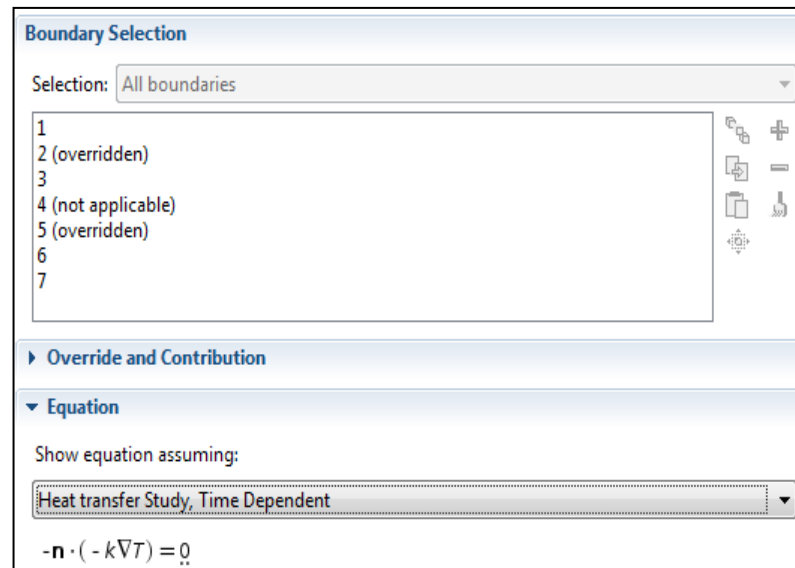 Boundary Selection
Selection: All boundaries
1
2 (overridden)
3
4 (not applicable)
5 (overridden)
6
7
Override and Contribution
Equation
Show equation assuming:
Heat transfer Study, Time Dependent
-n · ( - k∇T) = 0